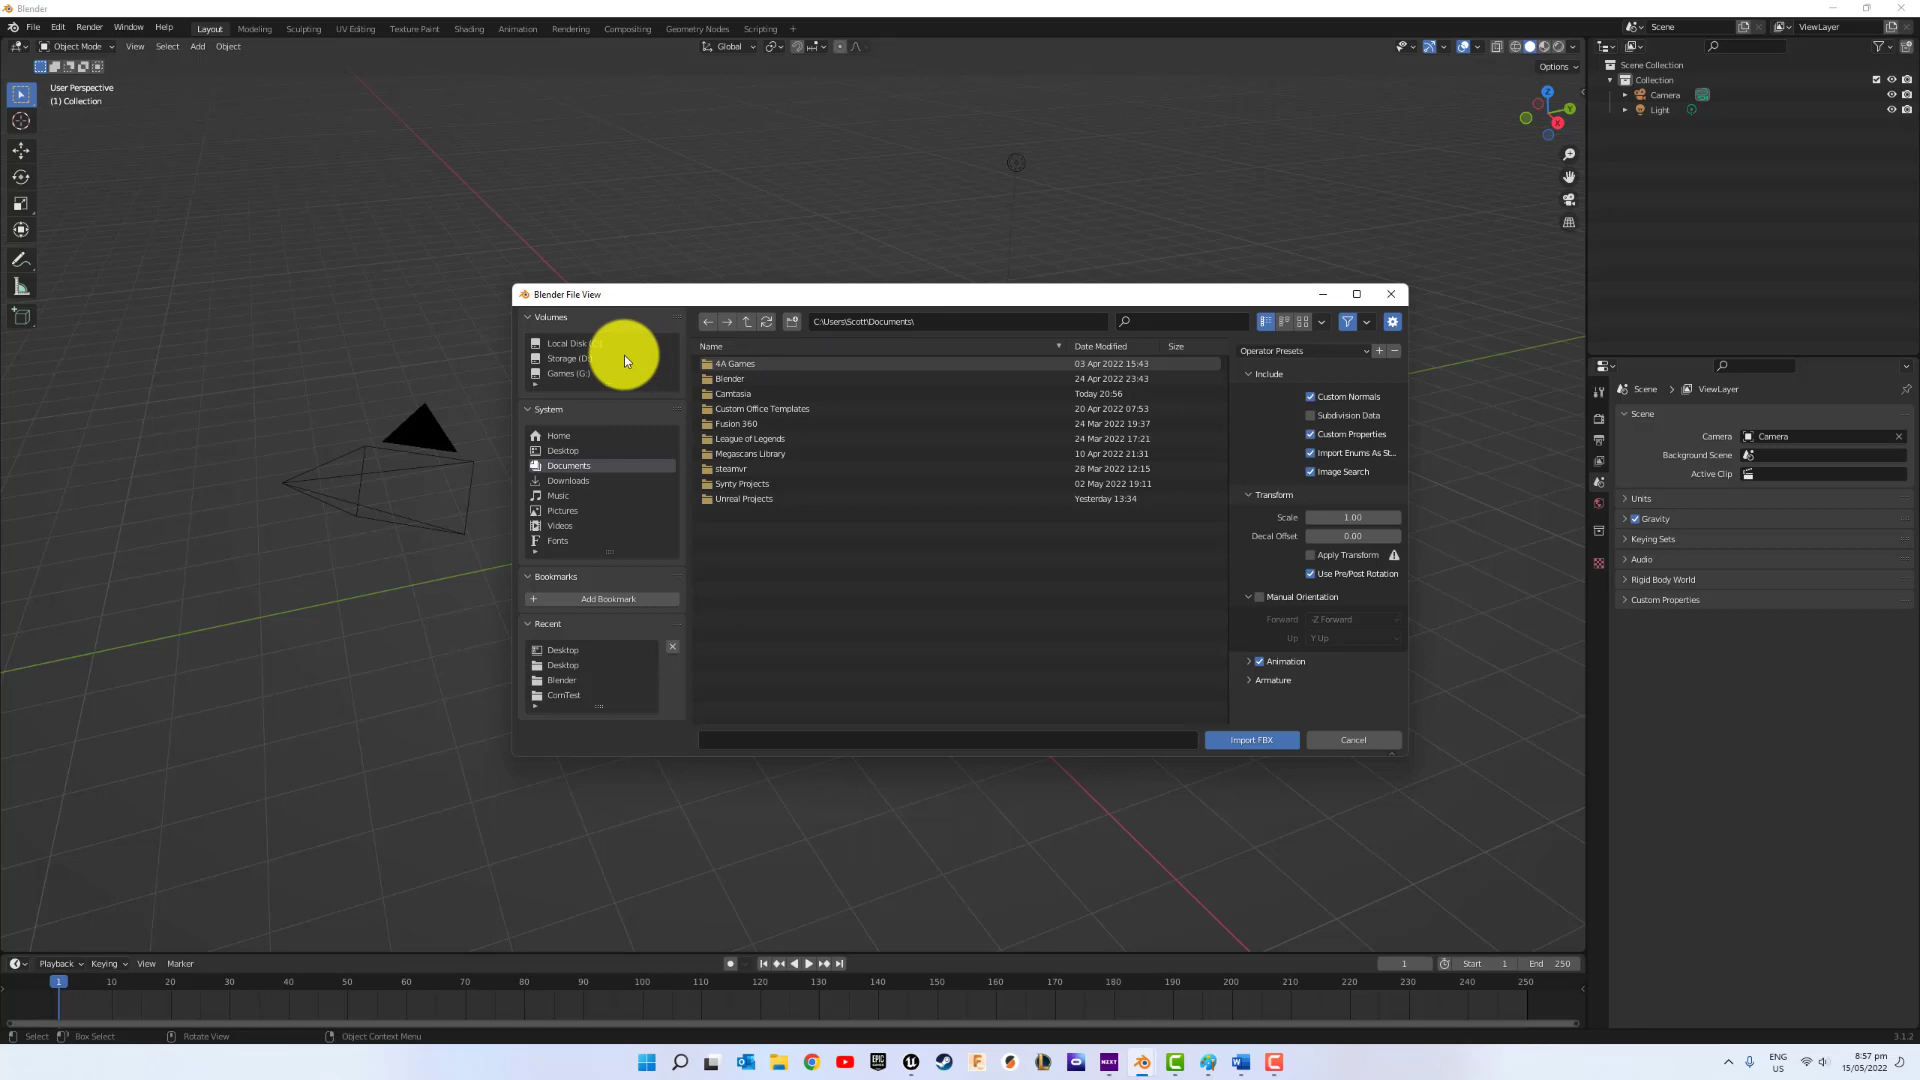 Blender
File Edit Render Window Help Layout Modeling Sculpting UV Editing Texture Paint Shading Animation Rendering Compositing Geometry Nodes Scripting + Scene ViewLayer
Object Mode View Select Add Object Global
Options
User Perspective
(1) Collection
Z
Y
X
Scene Collection
Collection
Camera
Light
Blender File View
Volumes
Local Disk
Storage (D:)
Games (G:)
System
Home
Desktop
Documents
Downloads
Music
Pictures
Videos
Fonts
Bookmarks
Add Bookmark
Recent
Desktop
Desktop
Blender
CornTest
C:\Users\Scott\Documents\
Name Date Modified Size
4A Games 03 Apr 2022 15:43
Blender 24 Apr 2022 23:43
Camtasia Today 20:56
Custom Office Templates 20 Apr 2022 07:53
Fusion 360 24 Mar 2022 19:37
League of Legends 24 Mar 2022 17:21
Megascans Library 10 Apr 2022 21:31
steamvr 28 Mar 2022 12:15
Synty Projects 02 May 2022 19:11
Unreal Projects Yesterday 13:34
Operator Presets
Include
Custom Normals
Subdivision Data
Custom Properties
Import Enums As St...
Image Search
Transform
Scale 1.00
Decal Offset 0.00
Apply Transform
Use Pre/Post Rotation
Manual Orientation
Forward -Z Forward
Up Y Up
Animation
Armature
Import FBX Cancel
Scene ViewLayer
Scene
Camera Camera
Background Scene
Active Clip
Units
Gravity
Keying Sets
Audio
Rigid Body World
Custom Properties
Playback Keying View Marker 1 Start 1 End 250
1 10 20 30 40 50 60 70 80 90 100 110 120 130 140 150 160 170 180 190 200 210 220 230 240 250
Select Box Select Rotate View Object Context Menu 3.1.2
EPIC GAMES NZXT ENG US 8:57 pm 15/05/2022